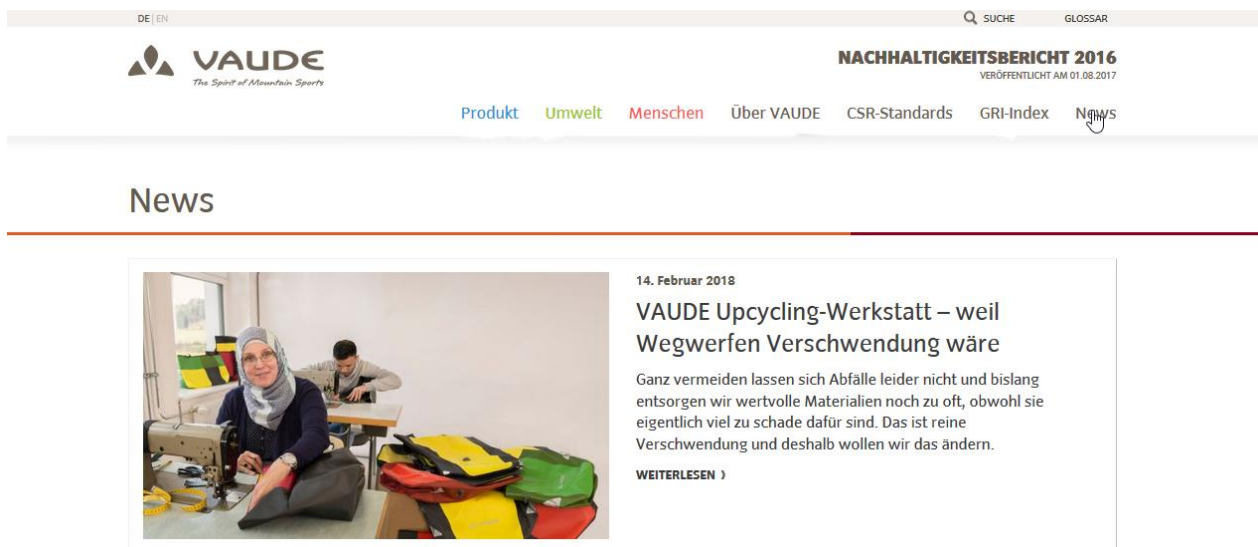 DE | EN
SUCHE
GLOSSAR
VAUDE
The Spirit of Mountain Sports
NACHHALTIGKEITSBERICHT 2016
VERÖFFENTLICHT AM 01.08.2017
Produkt Umwelt Menschen Über VAUDE CSR-Standards GRI-Index News
News
14. Februar 2018
VAUDE Upcycling-Werkstatt – weil
Wegwerfen Verschwendung wäre
Ganz vermeiden lassen sich Abfälle leider nicht und bislang
entsorgen wir wertvolle Materialien noch zu oft, obwohl sie
eigentlich viel zu schade dafür sind. Das ist reine
Verschwendung und deshalb wollen wir das ändern.
WEITERLESEN ›